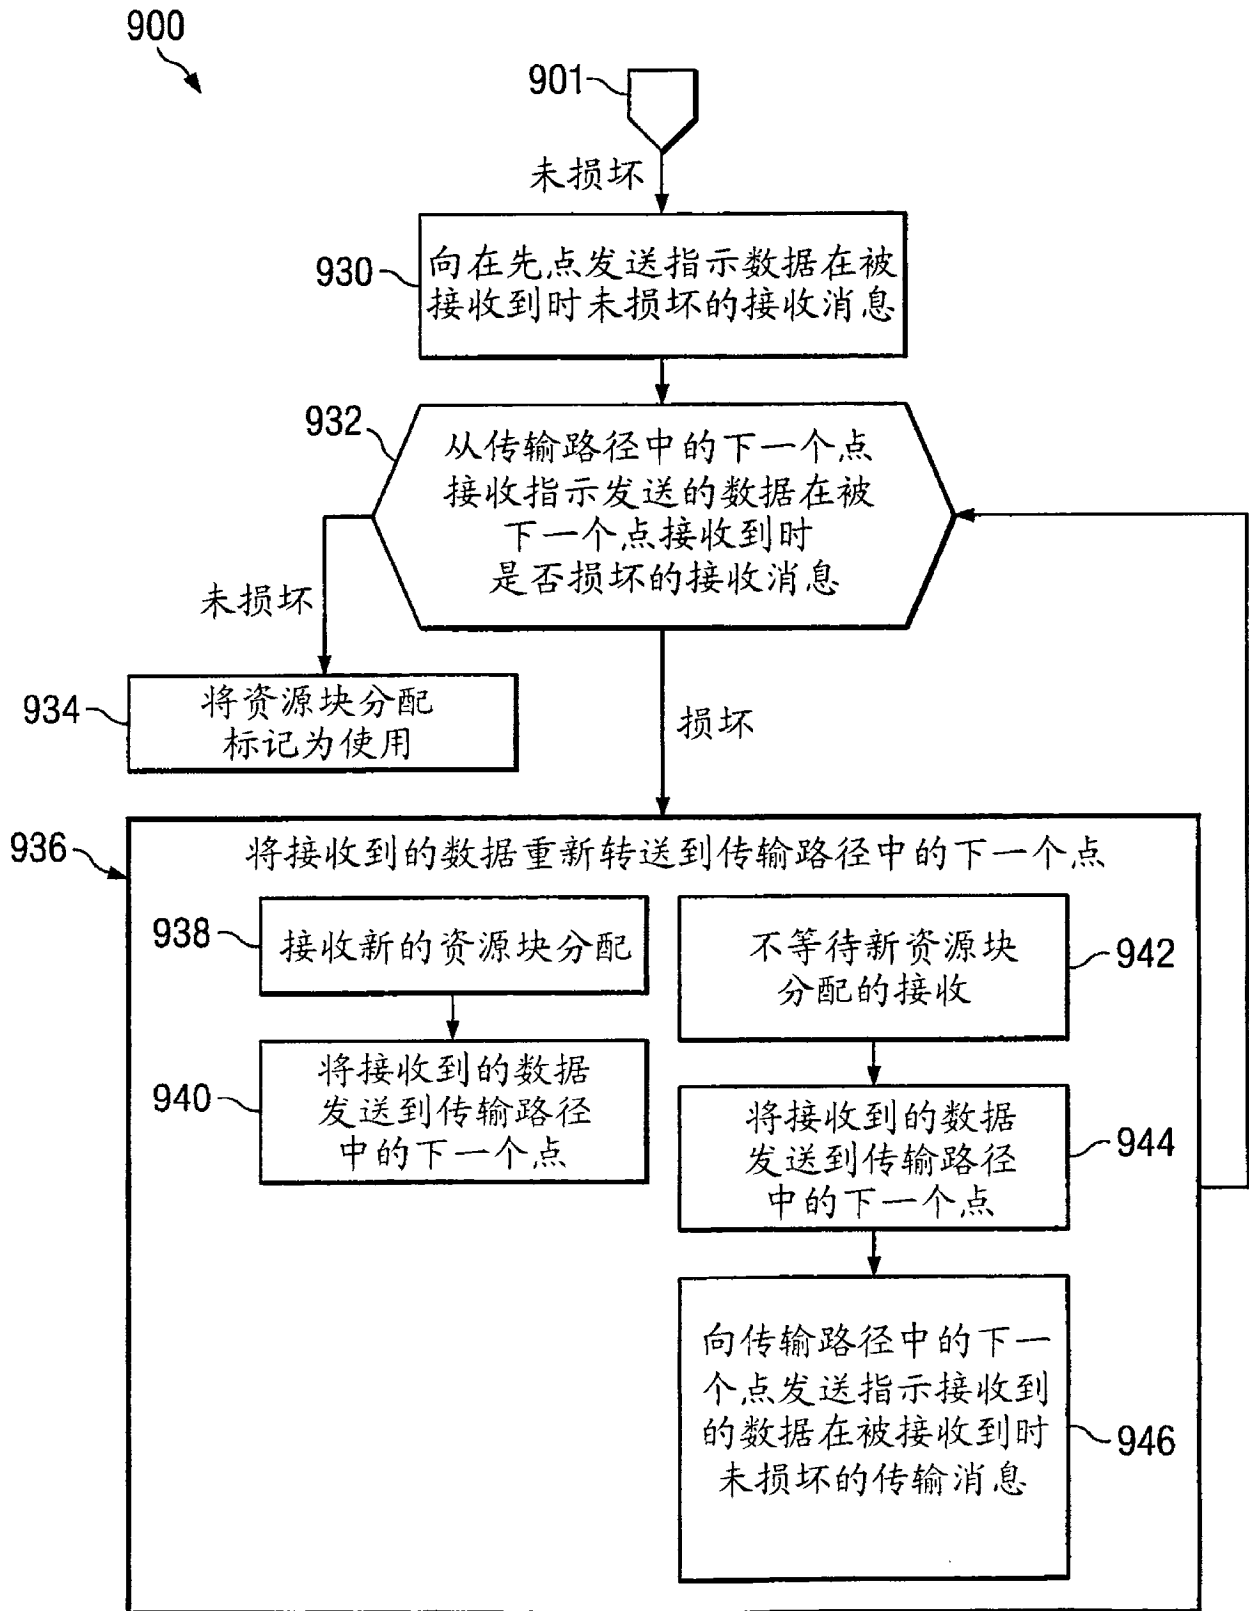 900
901
未损坏
930
向在先点发送指示数据在被
接收到时未损坏的接收消息
932
从传输路径中的下一个点
接收指示发送的数据在被
下一个点接收到时
是否损坏的接收消息
未损坏
934
将资源块分配
标记为使用
损坏
936
将接收到的数据重新转送到传输路径中的下一个点
938
接收新的资源块分配
940
将接收到的数据
发送到传输路径
中的下一个点
不等待新资源块
分配的接收
942
将接收到的数据
发送到传输路径
中的下一个点
944
向传输路径中的下一
个点发送指示接收到
的数据在被接收到时
未损坏的传输消息
946